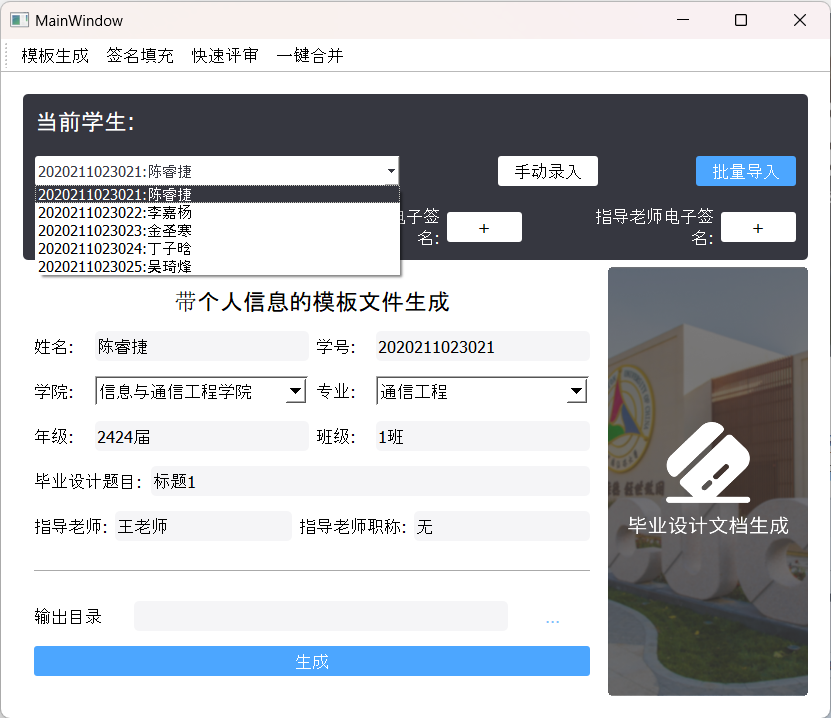 MainWindow
模板生成 签名填充 快速评审 一键合并
当前学生:
2020211023021:陈睿捷
手动录入
批量导入
2020211023021:陈睿捷
2020211023022:李嘉杨
2020211023023:金圣寒
2020211023024:丁子晗
2020211023025:吴琦烽
电子签名:
+
指导老师电子签名:
+
带个人信息的模板文件生成
姓名: 陈睿捷 学号: 2020211023021
学院: 信息与通信工程学院 专业: 通信工程
年级: 2424届 班级: 1班
毕业设计题目: 标题1
指导老师: 王老师 指导老师职称: 无
输出目录 ...
生成
毕业设计文档生成